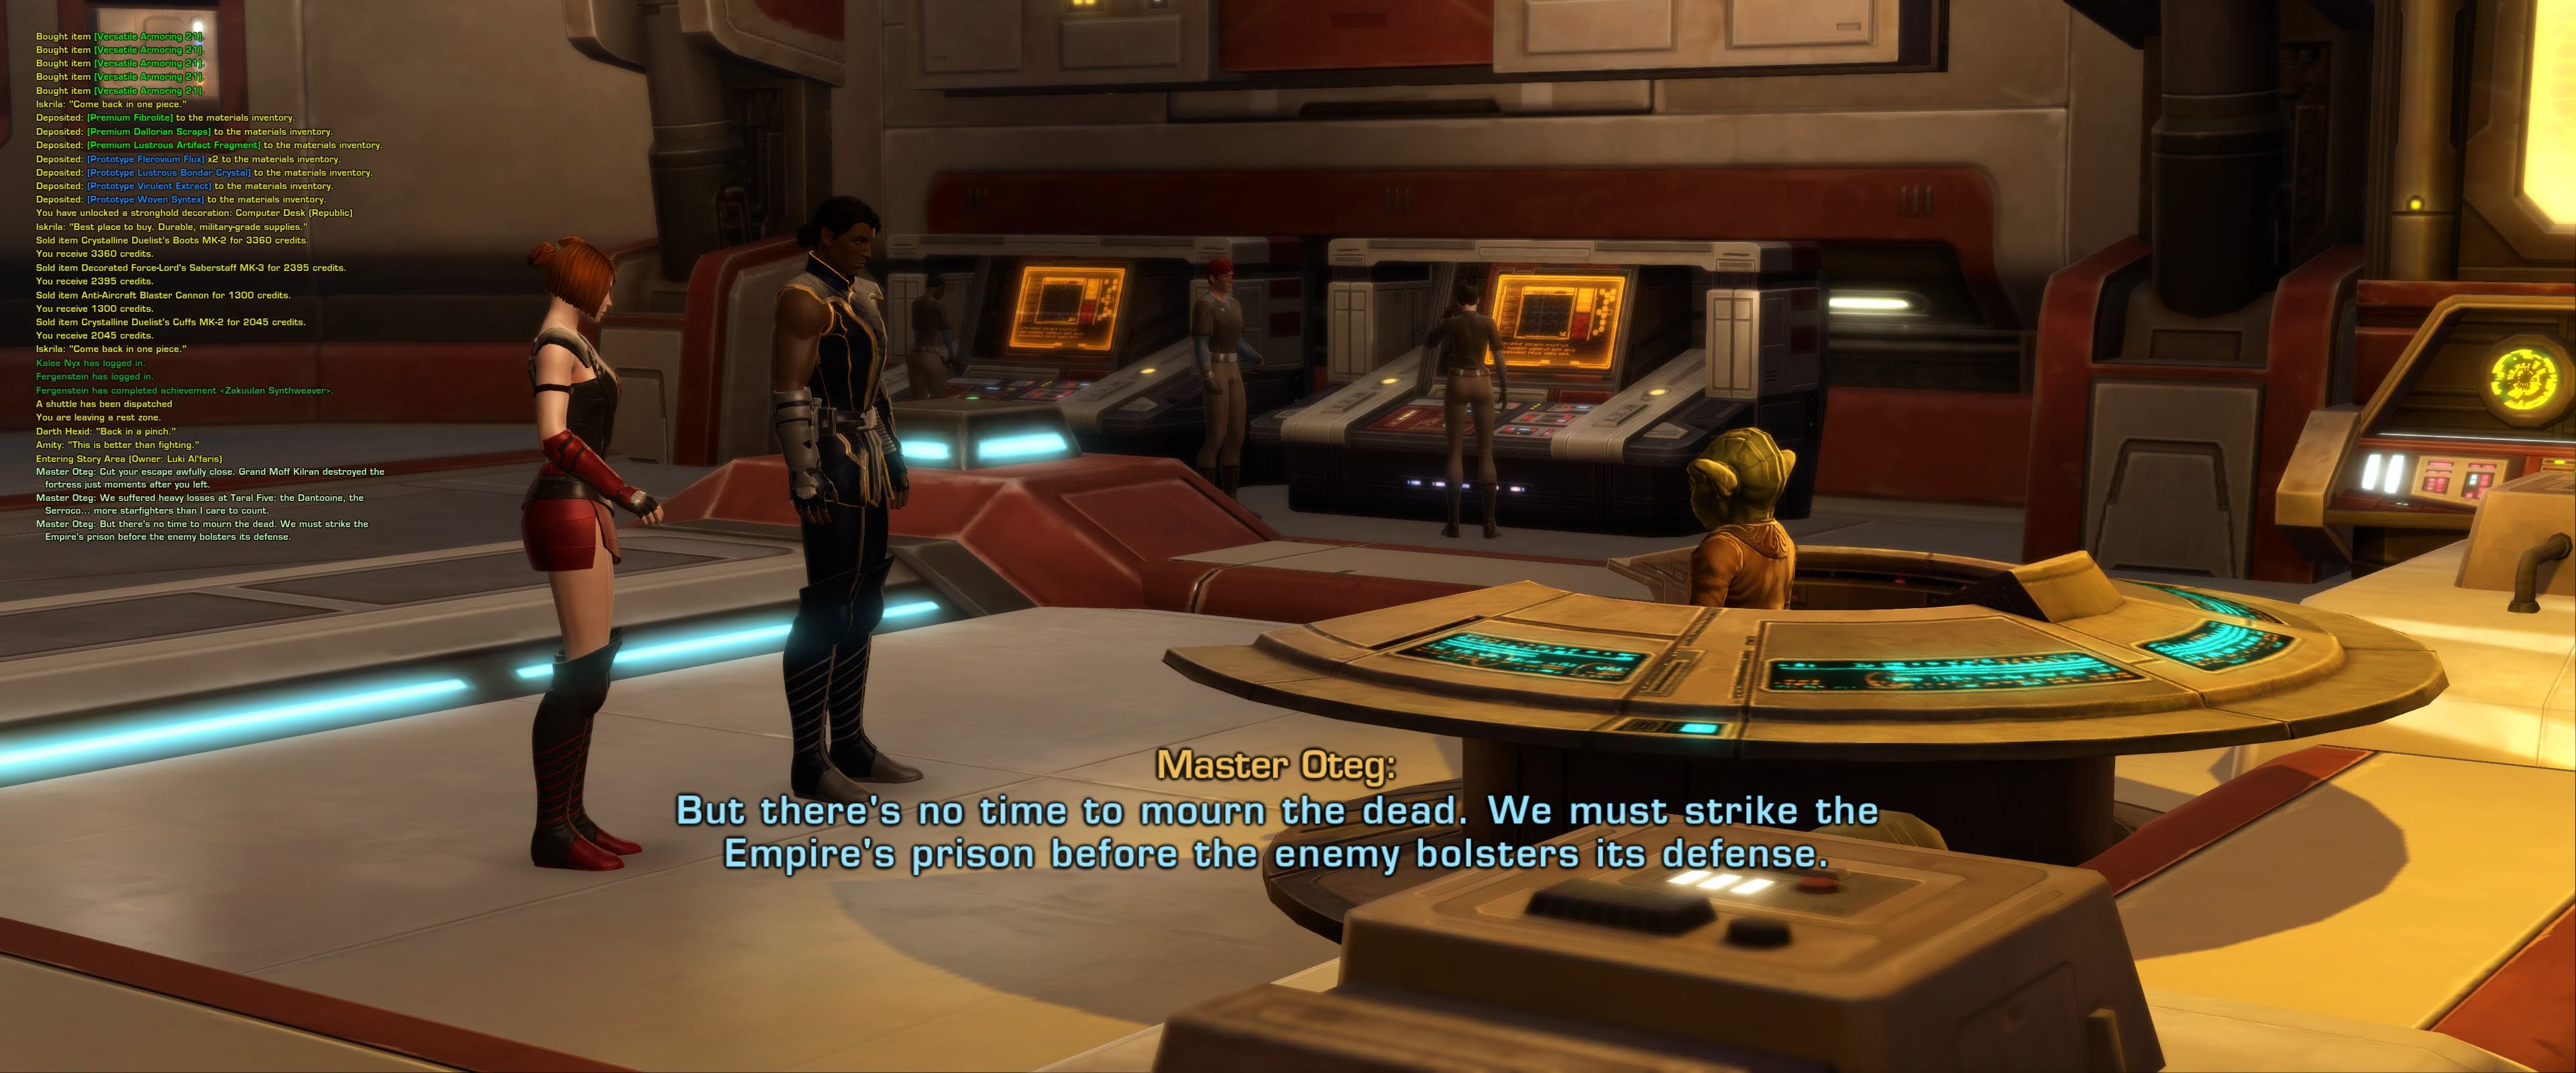 Bought item [Versatile Armoring 21].
Bought item [Versatile Armoring 21].
Bought item [Versatile Armoring 21].
Bought item [Versatile Armoring 21].
Bought item [Versatile Armoring 21].
Iskrila: "Come back in one piece."
Deposited: [Premium Fibrolite] to the materials inventory.
Deposited: [Premium Dallorian Scraps] to the materials inventory.
Deposited: [Premium Lustrous Artifact Fragment] to the materials inventory.
Deposited: [Prototype Flerovium Flux] x2 to the materials inventory.
Deposited: [Prototype Lustrous Bondar Crystal] to the materials inventory.
Deposited: [Prototype Virulent Extract] to the materials inventory.
Deposited: [Prototype Woven Syntex] to the materials inventory.
You have unlocked a stronghold decoration: Computer Desk (Republic)
Iskrila: "Best place to buy. Durable, military-grade supplies."
Sold item Crystalline Duelist's Boots MK-2 for 3360 credits.
You receive 3360 credits.
Sold item Decorated Force-Lord's Saberstaff MK-3 for 2395 credits.
You receive 2395 credits.
Sold item Anti-Aircraft Blaster Cannon for 1300 credits.
You receive 1300 credits.
Sold item Crystalline Duelist's Cuffs MK-2 for 2045 credits.
You receive 2045 credits.
Iskrila: "Come back in one piece."
Kalee Nyx has logged in.
Fergenstein has logged in.
Fergenstein has completed achievement <Zakuulan Synthweaver>.
A shuttle has been dispatched
You are leaving a rest zone.
Darth Hexid: "Back in a pinch."
Amity: "This is better than fighting."
Entering Story Area (Owner: Luki Al'faris)
Master Oteg: Cut your escape awfully close. Grand Moff Kilran destroyed the
fortress just moments after you left.
Master Oteg: We suffered heavy losses at Taral Five: the Dantooine, the
Serroco... more starfighters than I care to count.
Master Oteg: But there's no time to mourn the dead. We must strike the
Empire's prison before the enemy bolsters its defense.
Master Oteg:
But there's no time to mourn the dead. We must strike the
Empire's prison before the enemy bolsters its defense.